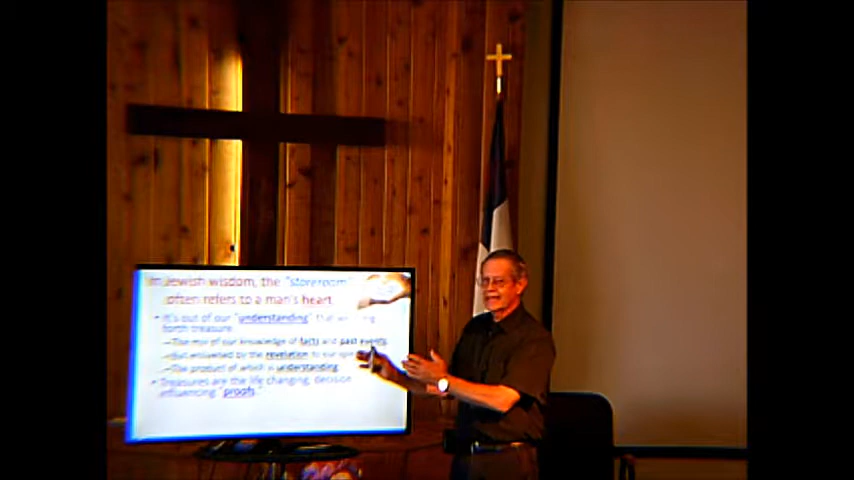 In Jewish wisdom, the "storeroom"
often refers to a man's heart.
• It's out of our "understanding" that we bring
forth treasure.
–The mix of our knowledge of facts and past events
–But enlivened by the revelation to our
–The product of which is understanding
• Treasures are the life changing, decision
influencing "proofs."